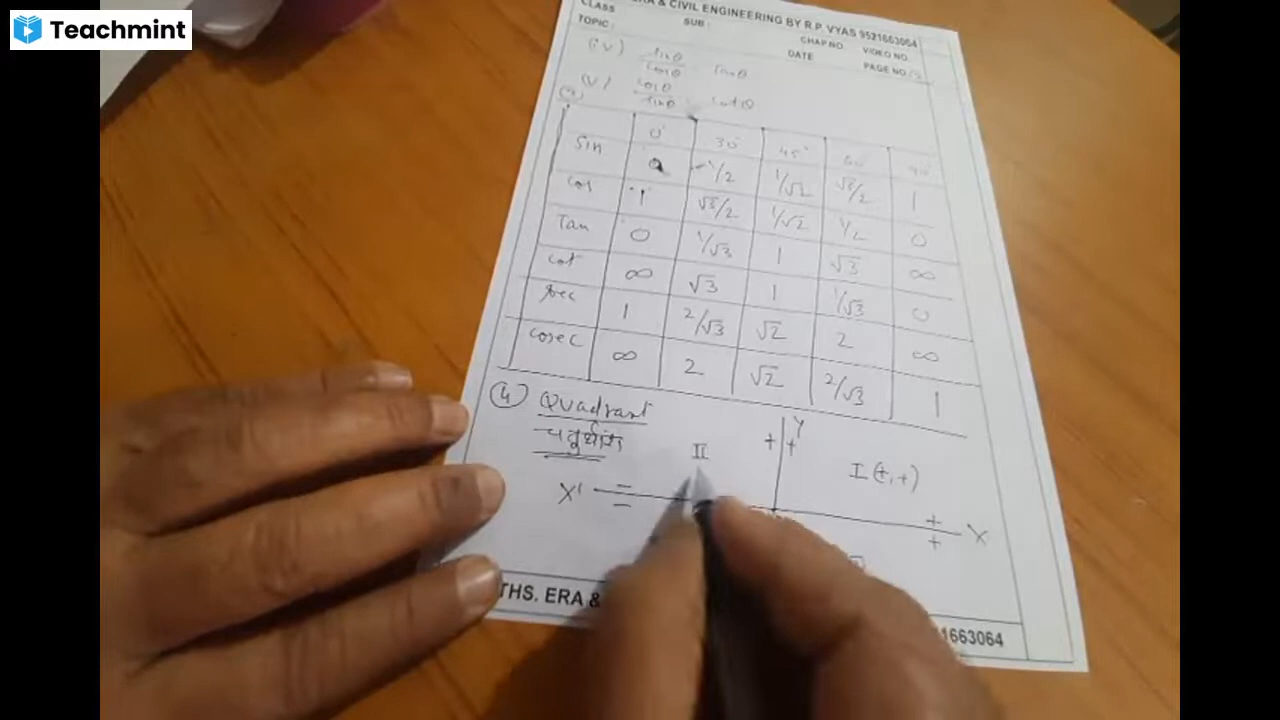 Teachmint
CLASS ERA & CIVIL ENGINEERING BY R.P. VYAS 9521663064
TOPIC : SUB : CHAP.NO VIDEO NO.
DATE PAGE NO.
(iv) sinθ/cosθ Tanθ
(v) cosθ/sinθ cotθ
0° 30° 45° 60° 90°
Sin 0 1/2 1/√2 √3/2 1
Cos 1 √3/2 1/√2 1/2 0
Tan 0 1/√3 1 √3 ∞
Cot ∞ √3 1 1/√3 0
Sec 1 2/√3 √2 2 ∞
Cosec ∞ 2 √2 2/√3 1
(4) Quadrant
चतुर्थांश
Y
+ +
II I (+,+)
X' X
+
+
THS. ERA &
1663064